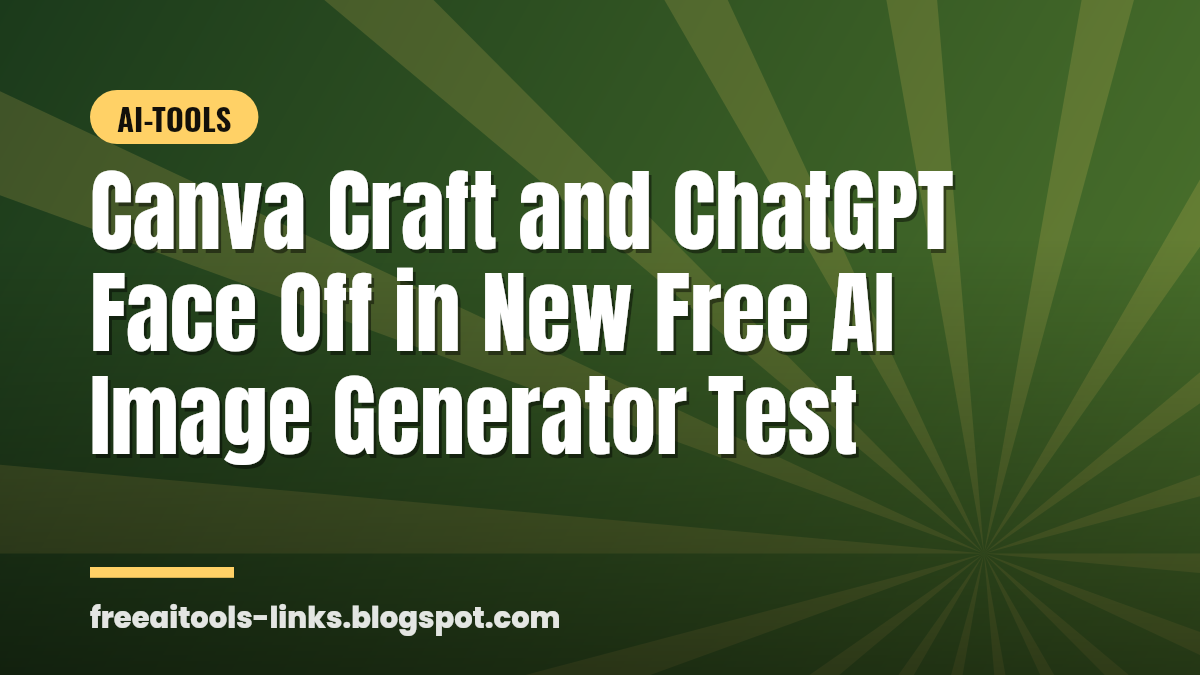 AI-TOOLS
Canva Craft and ChatGPT
Face Off in New Free AI
Image Generator Test
freeaitools-links.blogspot.com